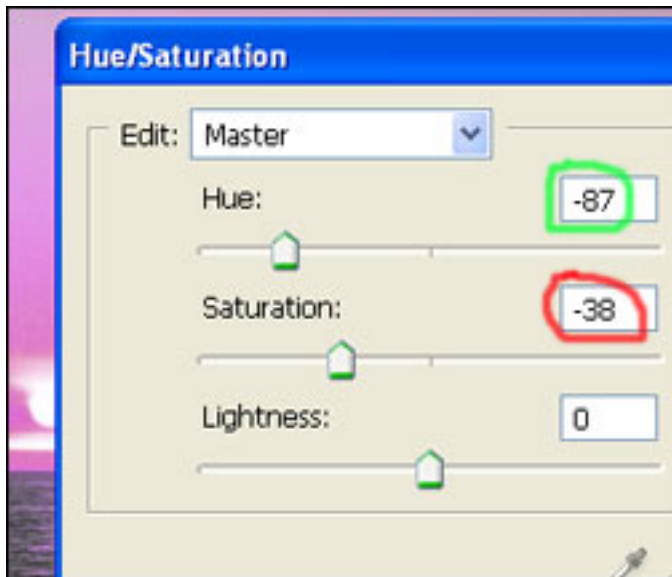 Hue/Saturation
Edit: Master
Hue: -87
Saturation: -38
Lightness: 0